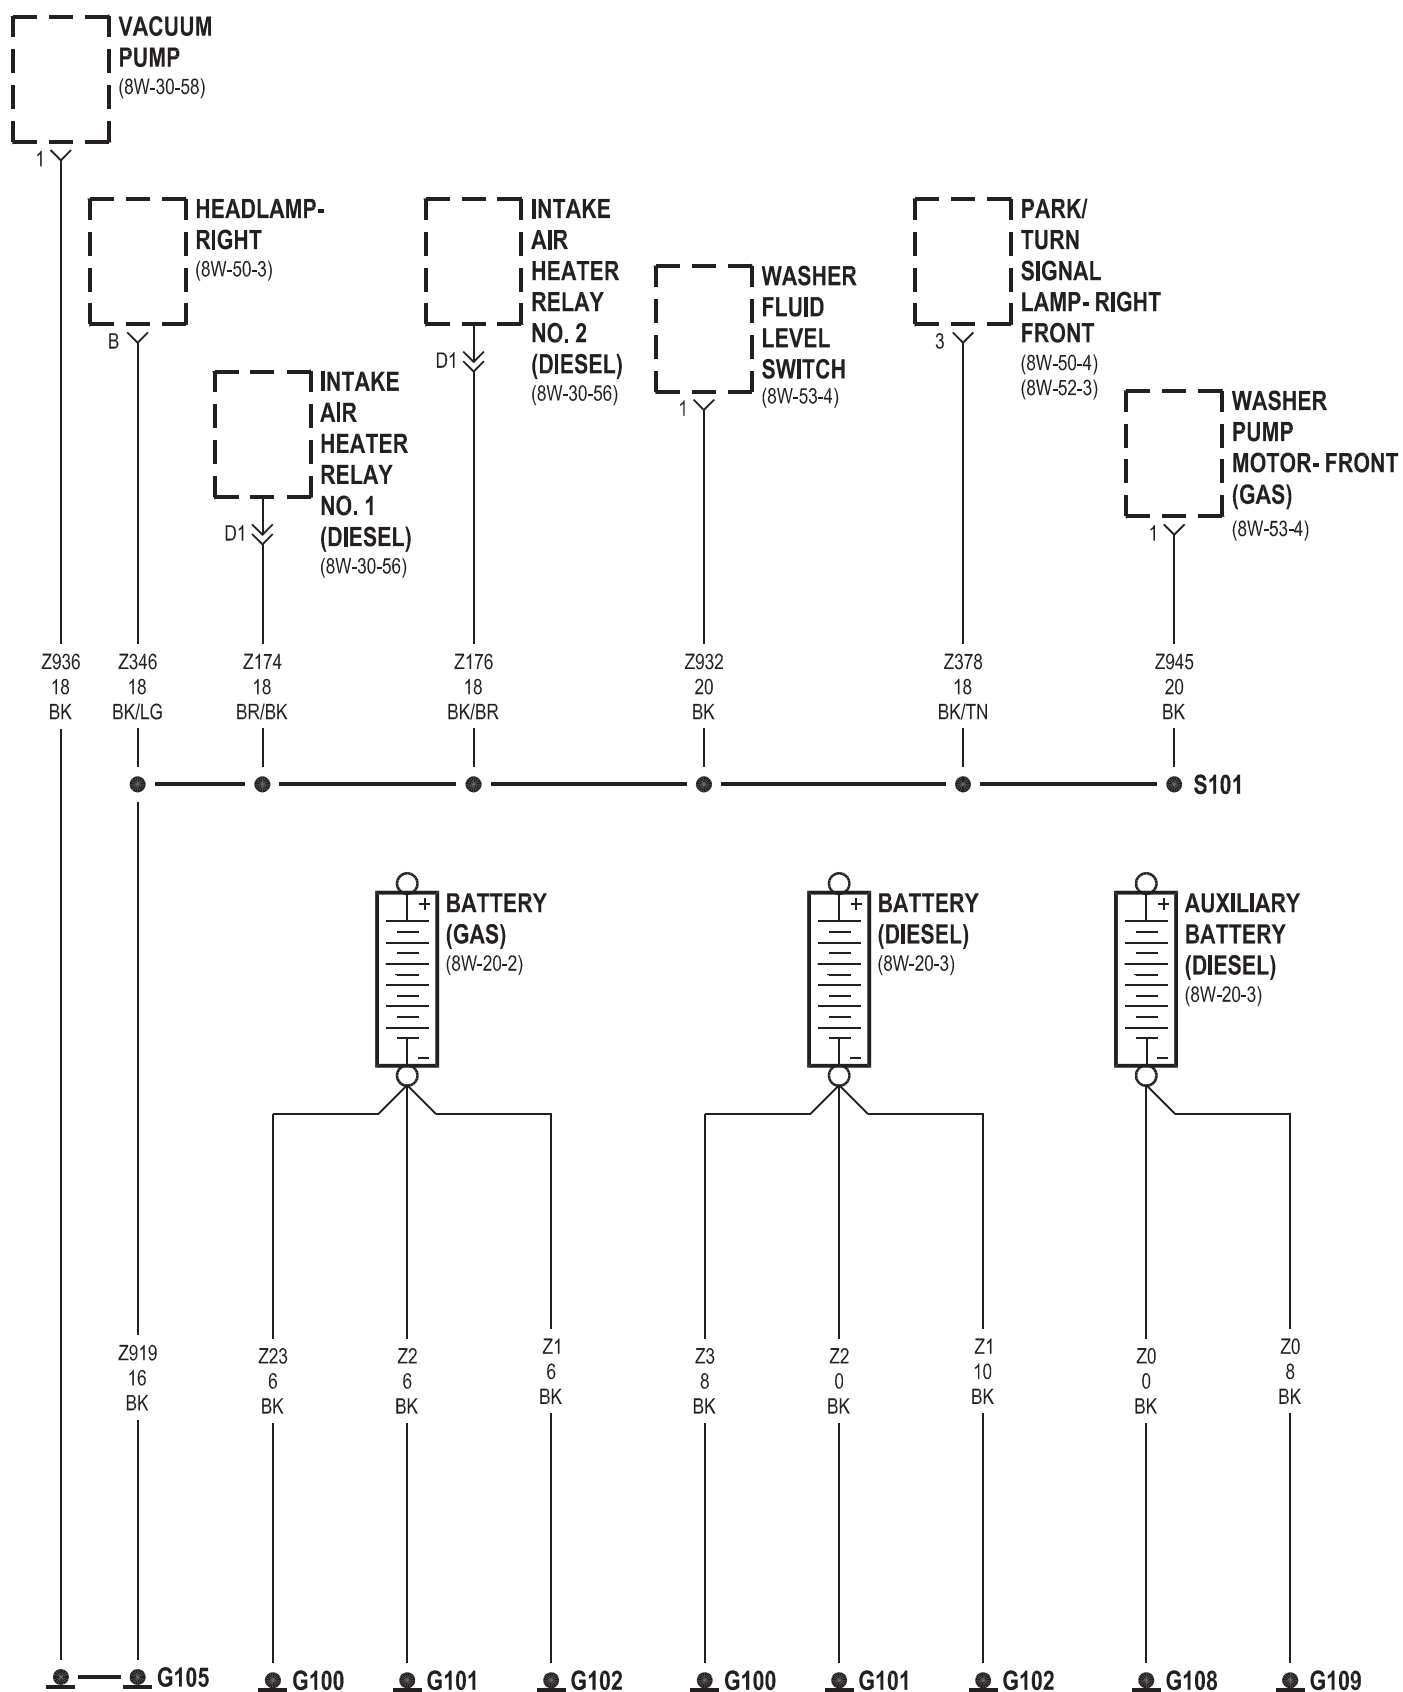 VACUUM
PUMP
(8W-30-58)
1
HEADLAMP-
RIGHT
(8W-50-3)
B
INTAKE
AIR
HEATER
RELAY
NO. 1
(DIESEL)
(8W-30-56)
D1
INTAKE
AIR
HEATER
RELAY
NO. 2
(DIESEL)
(8W-30-56)
D1
WASHER
FLUID
LEVEL
SWITCH
(8W-53-4)
1
PARK/
TURN
SIGNAL
LAMP- RIGHT
FRONT
(8W-50-4)
(8W-52-3)
3
WASHER
PUMP
MOTOR- FRONT
(GAS)
(8W-53-4)
1
Z936
18
BK
Z346
18
BK/LG
Z174
18
BR/BK
Z176
18
BK/BR
Z932
20
BK
Z378
18
BK/TN
Z945
20
BK
S101
+
BATTERY
(GAS)
(8W-20-2)
−
+
BATTERY
(DIESEL)
(8W-20-3)
−
+
AUXILIARY
BATTERY
(DIESEL)
(8W-20-3)
−
Z919
16
BK
Z23
6
BK
Z2
6
BK
Z1
6
BK
Z3
8
BK
Z2
0
BK
Z1
10
BK
Z0
0
BK
Z0
8
BK
G105
G100
G101
G102
G100
G101
G102
G108
G109